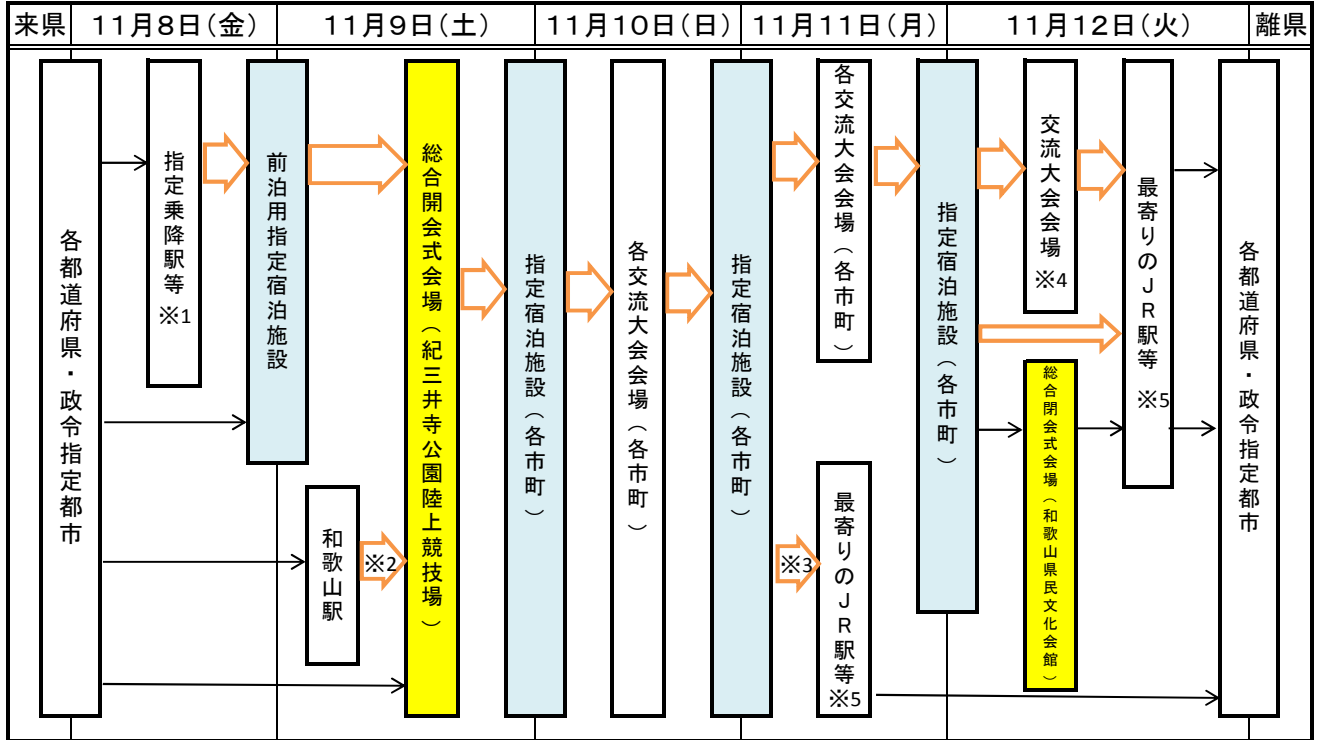 来県
11月8日(金)
11月9日(土)
11月10日(日)
11月11日(月)
11月12日(火)
離県
各都道府県・政令指定都市
指定乗降駅等
※1
前泊用指定宿泊施設
和歌山駅
※2
総合開会式会場(紀三井寺公園陸上競技場)
指定宿泊施設(各市町)
各交流大会会場(各市町)
指定宿泊施設(各市町)
各交流大会会場(各市町)
※3
最寄りのJR駅等
※5
指定宿泊施設(各市町)
交流大会会場
※4
総合閉会式会場(和歌山県民文化会館)
最寄りのJR駅等
※5
各都道府県・政令指定都市